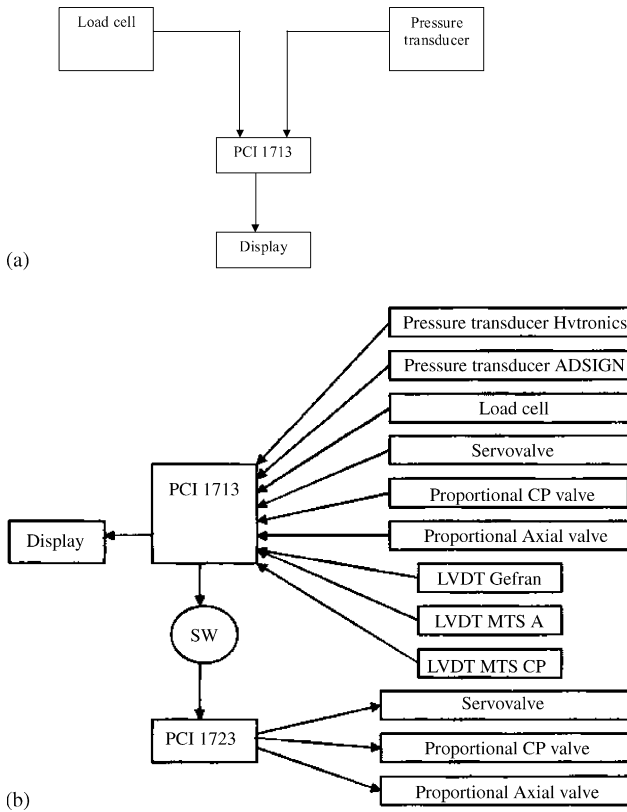 Load cell
Pressure
transducer
PCI 1713
Display
(a)
Pressure transducer Hvtronics
Pressure transducer ADSIGN
Load cell
Servovalve
PCI 1713
Proportional CP valve
Display
Proportional Axial valve
LVDT Gefran
LVDT MTS A
SW
LVDT MTS CP
Servovalve
PCI 1723
Proportional CP valve
Proportional Axial valve
(b)